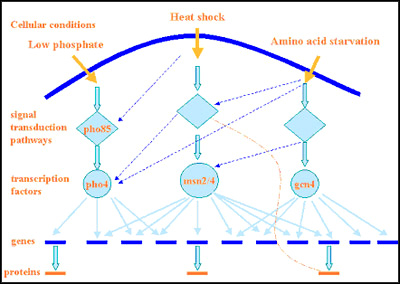 Heat shock
Cellular conditions
Low phosphate
Amino acid starvation
signal
transduction
pathways
pho85
transcription
factors
pho4
msn2/4
gcn4
genes
proteins